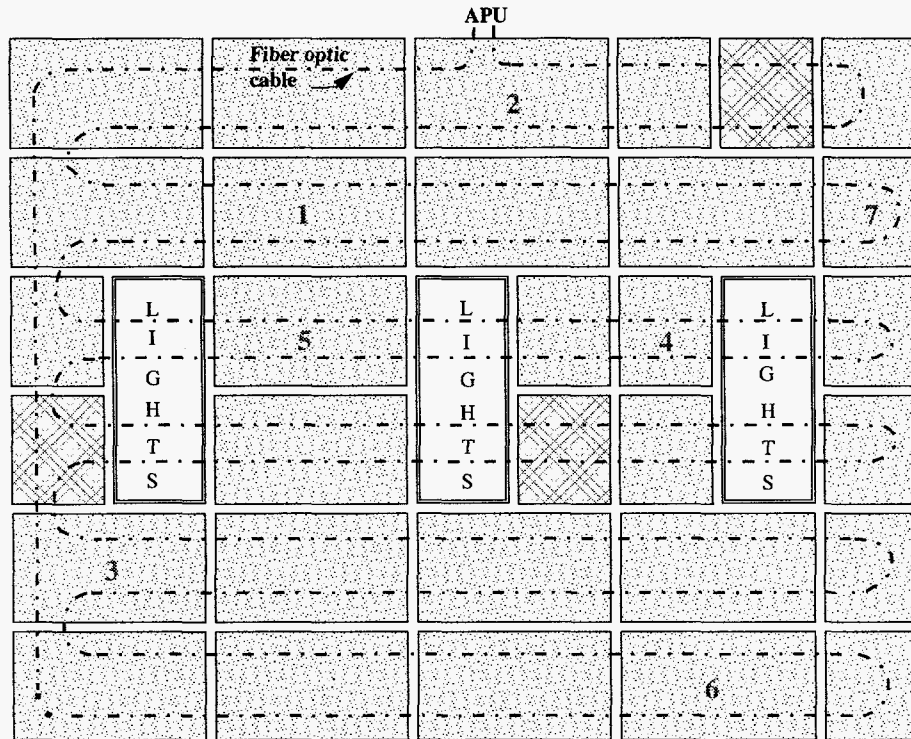 APU
Fiber optic
cable
2
1
7
L L L
I I I
5
4
G G G
H H H
T T T
S S S
3
6